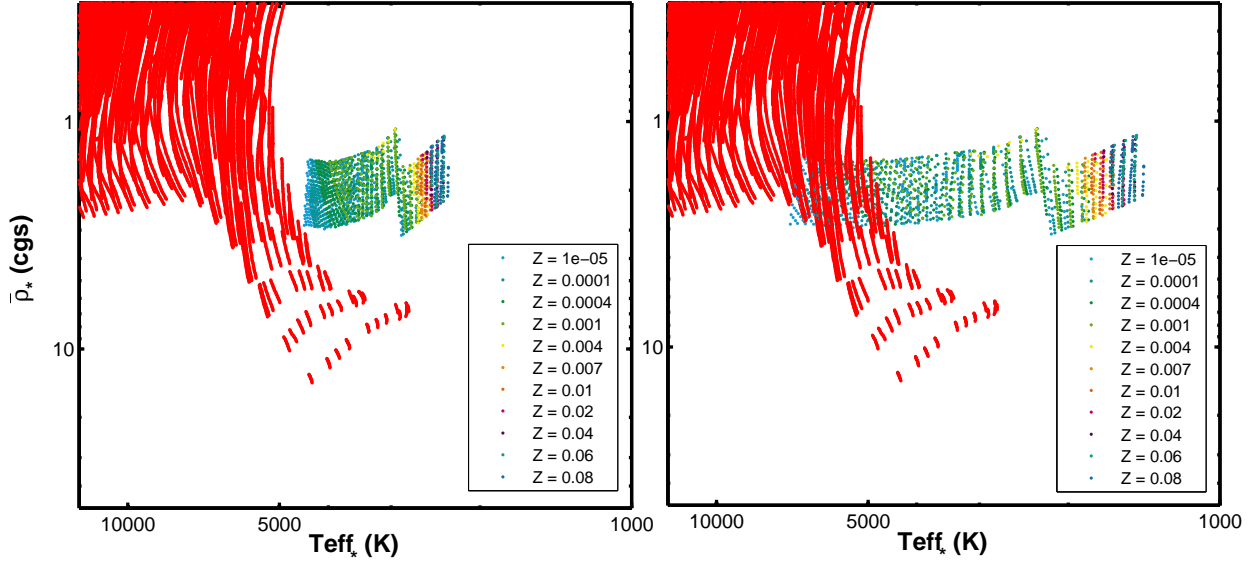 1
10
ρ̄* (cgs)
10000
5000
1000
Teff* (K)
Z = 1e−05
Z = 0.0001
Z = 0.0004
Z = 0.001
Z = 0.004
Z = 0.007
Z = 0.01
Z = 0.02
Z = 0.04
Z = 0.06
Z = 0.08
1
10
10000
5000
1000
Teff* (K)
Z = 1e−05
Z = 0.0001
Z = 0.0004
Z = 0.001
Z = 0.004
Z = 0.007
Z = 0.01
Z = 0.02
Z = 0.04
Z = 0.06
Z = 0.08